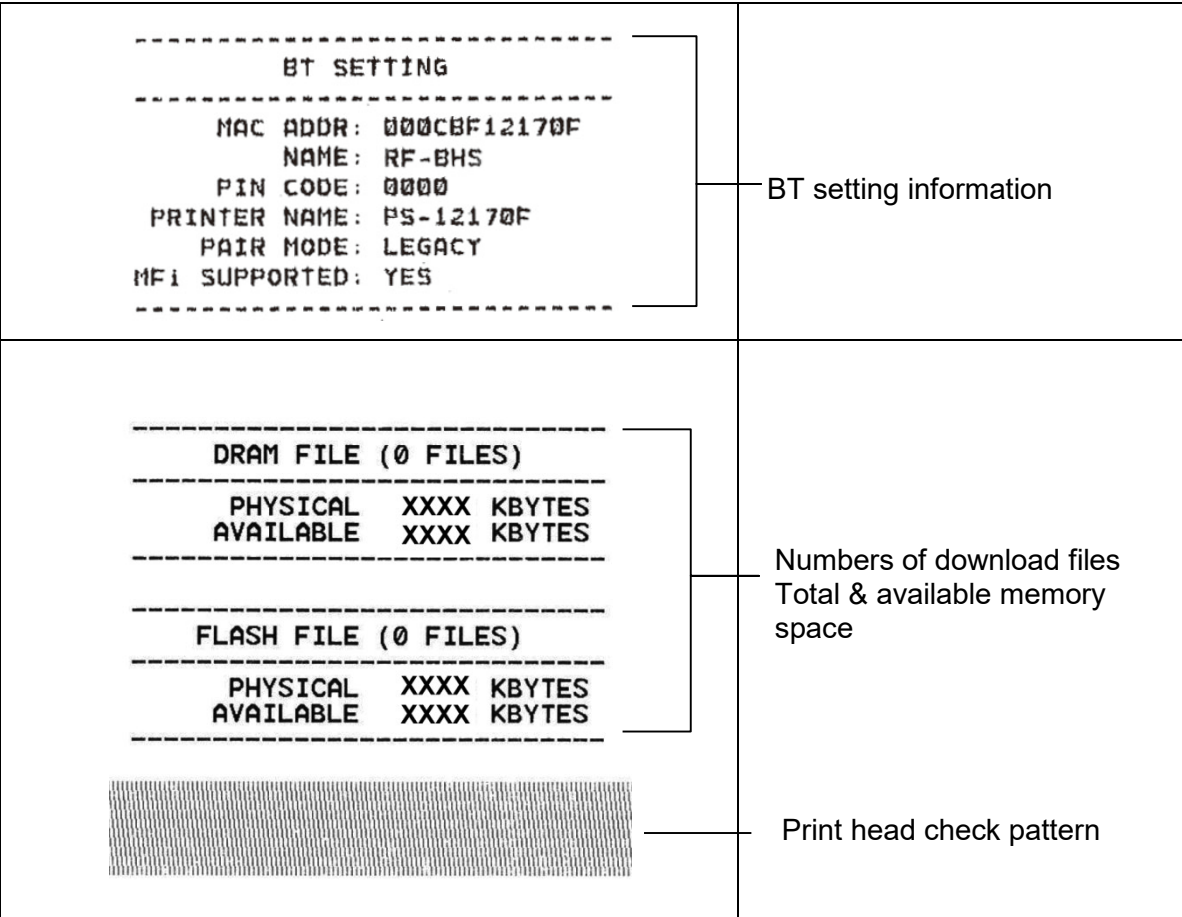 BT SETTING
MAC ADDR: 000CBF12170F
NAME: RF-BHS
PIN CODE: 0000
PRINTER NAME: PS-12170F
PAIR MODE: LEGACY
MFi SUPPORTED: YES
BT setting information
DRAM FILE (0 FILES)
PHYSICAL XXXX KBYTES
AVAILABLE XXXX KBYTES
FLASH FILE (0 FILES)
PHYSICAL XXXX KBYTES
AVAILABLE XXXX KBYTES
Numbers of download files
Total & available memory
space
Print head check pattern